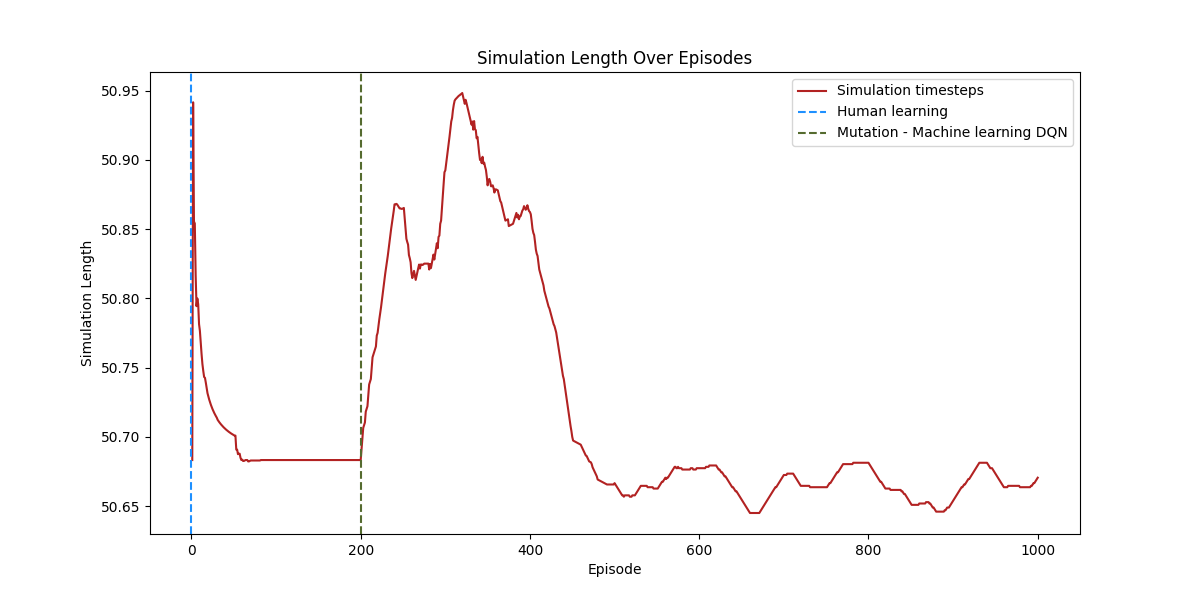 Simulation Length Over Episodes
Simulation timesteps
Human learning
Mutation - Machine learning DQN
Simulation Length
50.95
50.90
50.85
50.80
50.75
50.70
50.65
0 200 400 600 800 1000
Episode